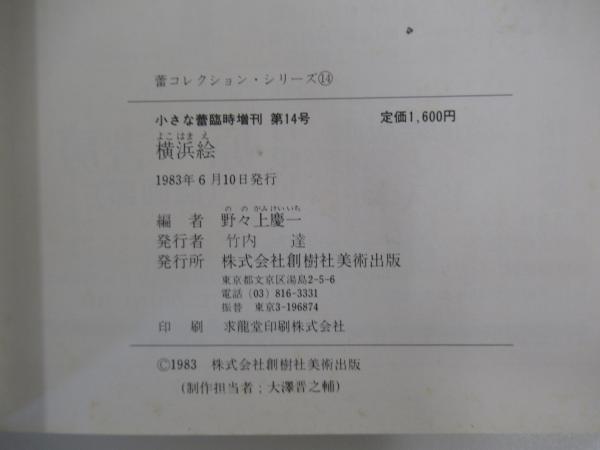 蕾コレクション・シリーズ⑭
小さな蕾臨時増刊 第14号 定価1,600円
よこはま え
横浜絵
1983年6月10日発行
の の がみけいいち
編者 野々上慶一
発行者 竹内 達
発行所 株式会社創樹社美術出版
東京都文京区湯島2-5-6
電話 (03) 816-3331
振替 東京3-196874
印刷 求龍堂印刷株式会社
©1983 株式会社創樹社美術出版
(制作担当者;大澤晋之輔)